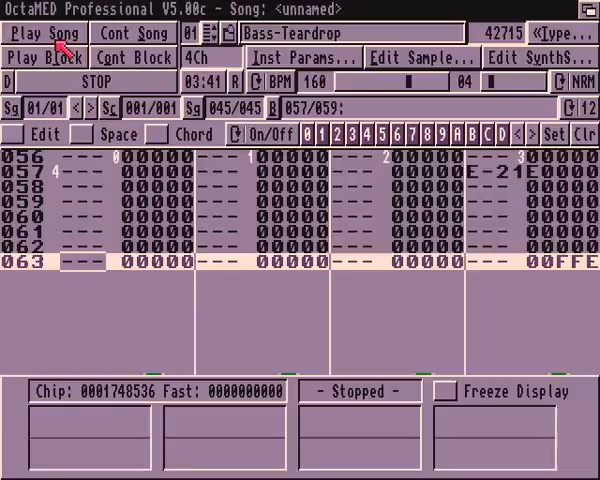 OctaMED Professional V5.00c - Song: <unnamed>
Play Song Cont Song 01 Bass-Teardrop 42715 «Type...
Play Block Cont Block 4Ch Inst Params... Edit Sample... Edit SynthS...
D STOP 03:41 R BPM 160 04 NRM
Sg 01/01 < > Sc 001/001 Sg 045/045 B 057/059: 12
Edit Space Chord On/Off 0 1 2 3 4 5 6 7 8 9 A B C D < > Set Clr
056 --- 0 00000 --- 1 00000 --- 2 00000 --- 3 00000
057 4 --- 00000 --- 00000 --- 00000 E-21E00000
058 --- 00000 --- 00000 --- 00000 --- 00000
059 --- 00000 --- 00000 --- 00000 --- 00000
060 --- 00000 --- 00000 --- 00000 --- 00000
061 --- 00000 --- 00000 --- 00000 --- 00000
062 --- 00000 --- 00000 --- 00000 --- 00000
063 --- 00000 --- 00000 --- 00000 --- 00FFE
Chip: 0001748536 Fast: 0000000000 - Stopped - Freeze Display